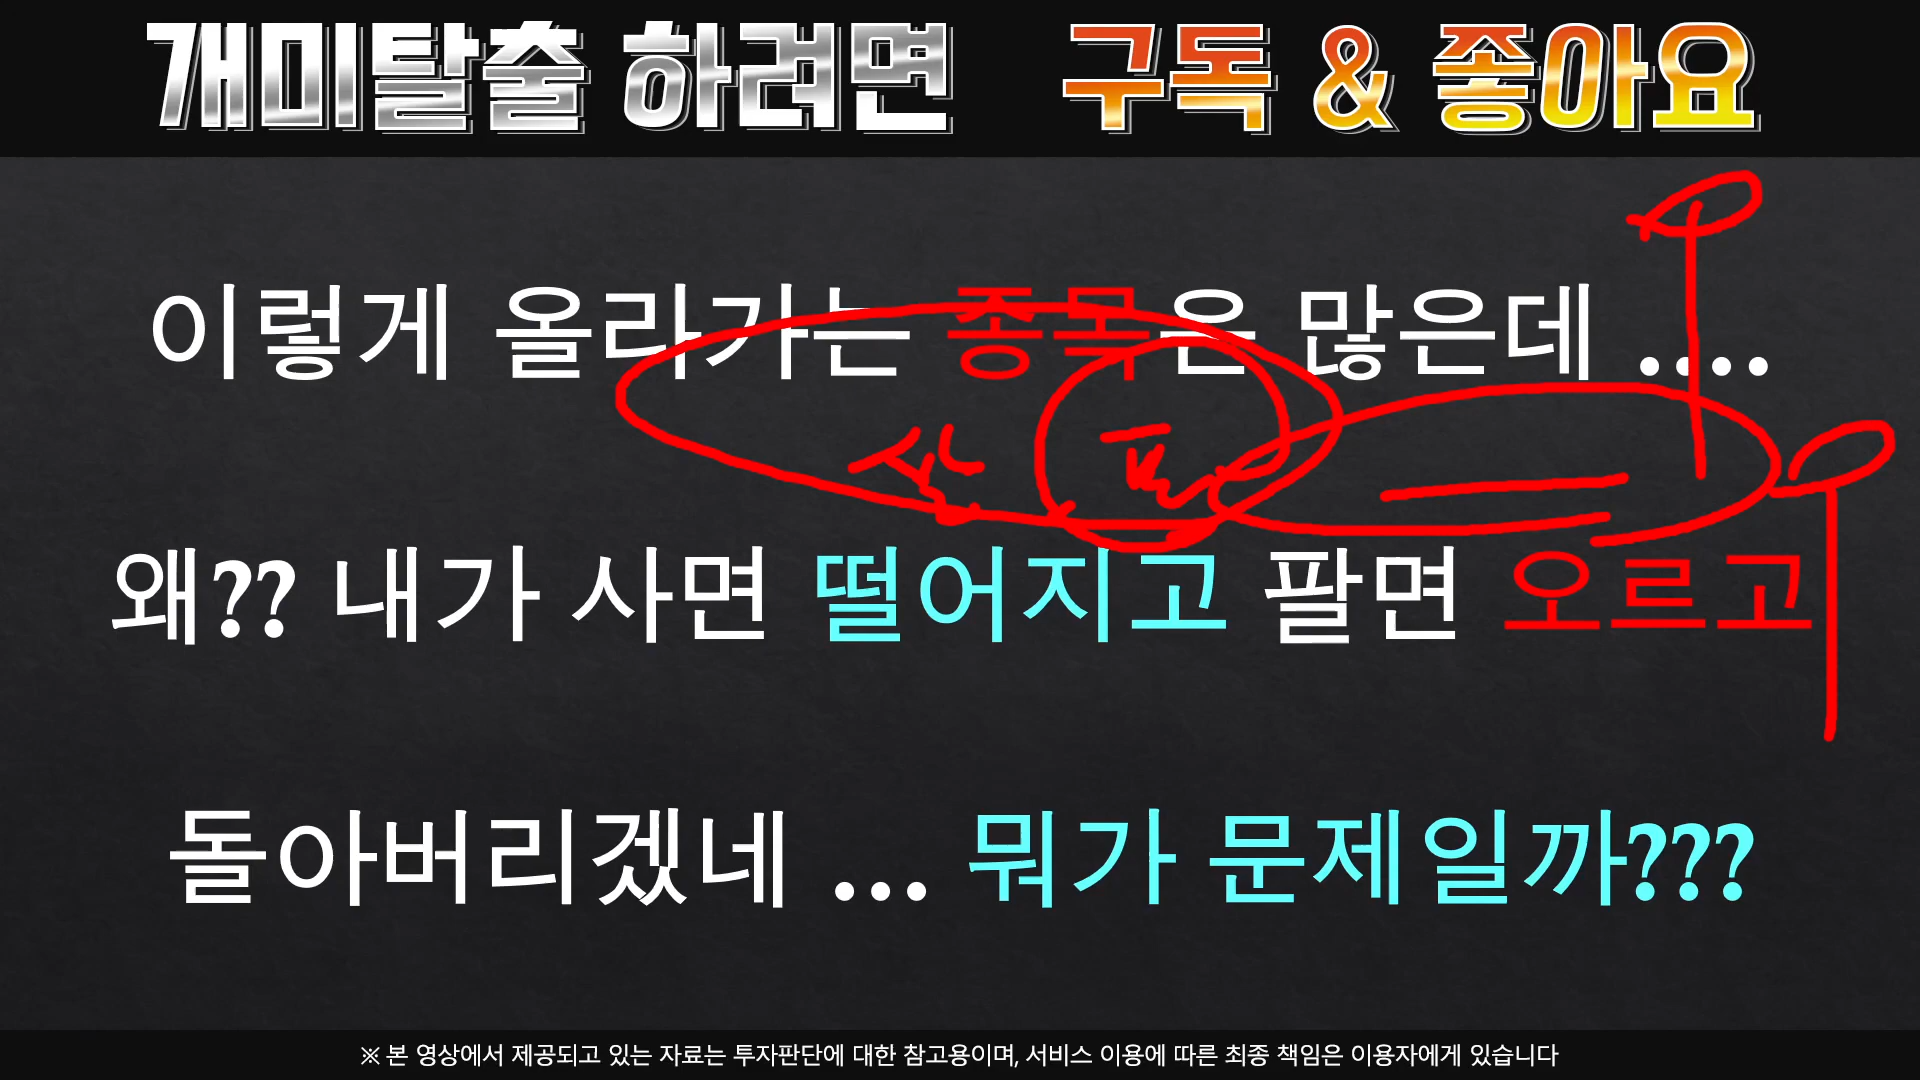 개미탈출 하려면 구독 & 좋아요
이렇게 올라가는 종목은 많은데 ....
왜?? 내가 사면 떨어지고 팔면 오르고
돌아버리겠네 ... 뭐가 문제일까???
※ 본 영상에서 제공되고 있는 자료는 투자판단에 대한 참고용이며, 서비스 이용에 따른 최종 책임은 이용자에게 있습니다